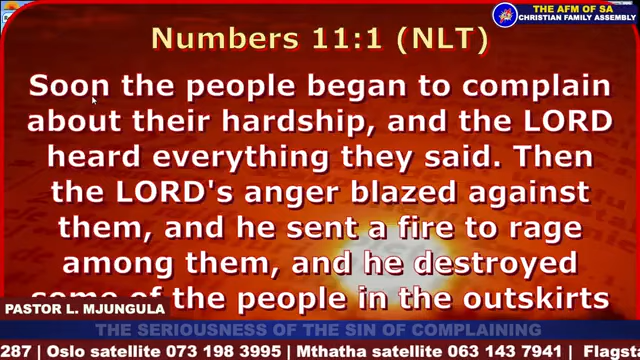 THE AFM OF SA
CHRISTIAN FAMILY ASSEMBLY
Numbers 11:1 (NLT)
Soon the people began to complain
about their hardship, and the LORD
heard everything they said. Then
the LORD's anger blazed against
them, and he sent a fire to rage
among them, and he destroyed
some of the people in the outskirts
PASTOR L. MJUNGULA
THE SERIOUSNESS OF THE SIN OF COMPLAINING
287 | Oslo satellite 073 198 3995 | Mthatha satellite 063 143 7941 | Flagsta